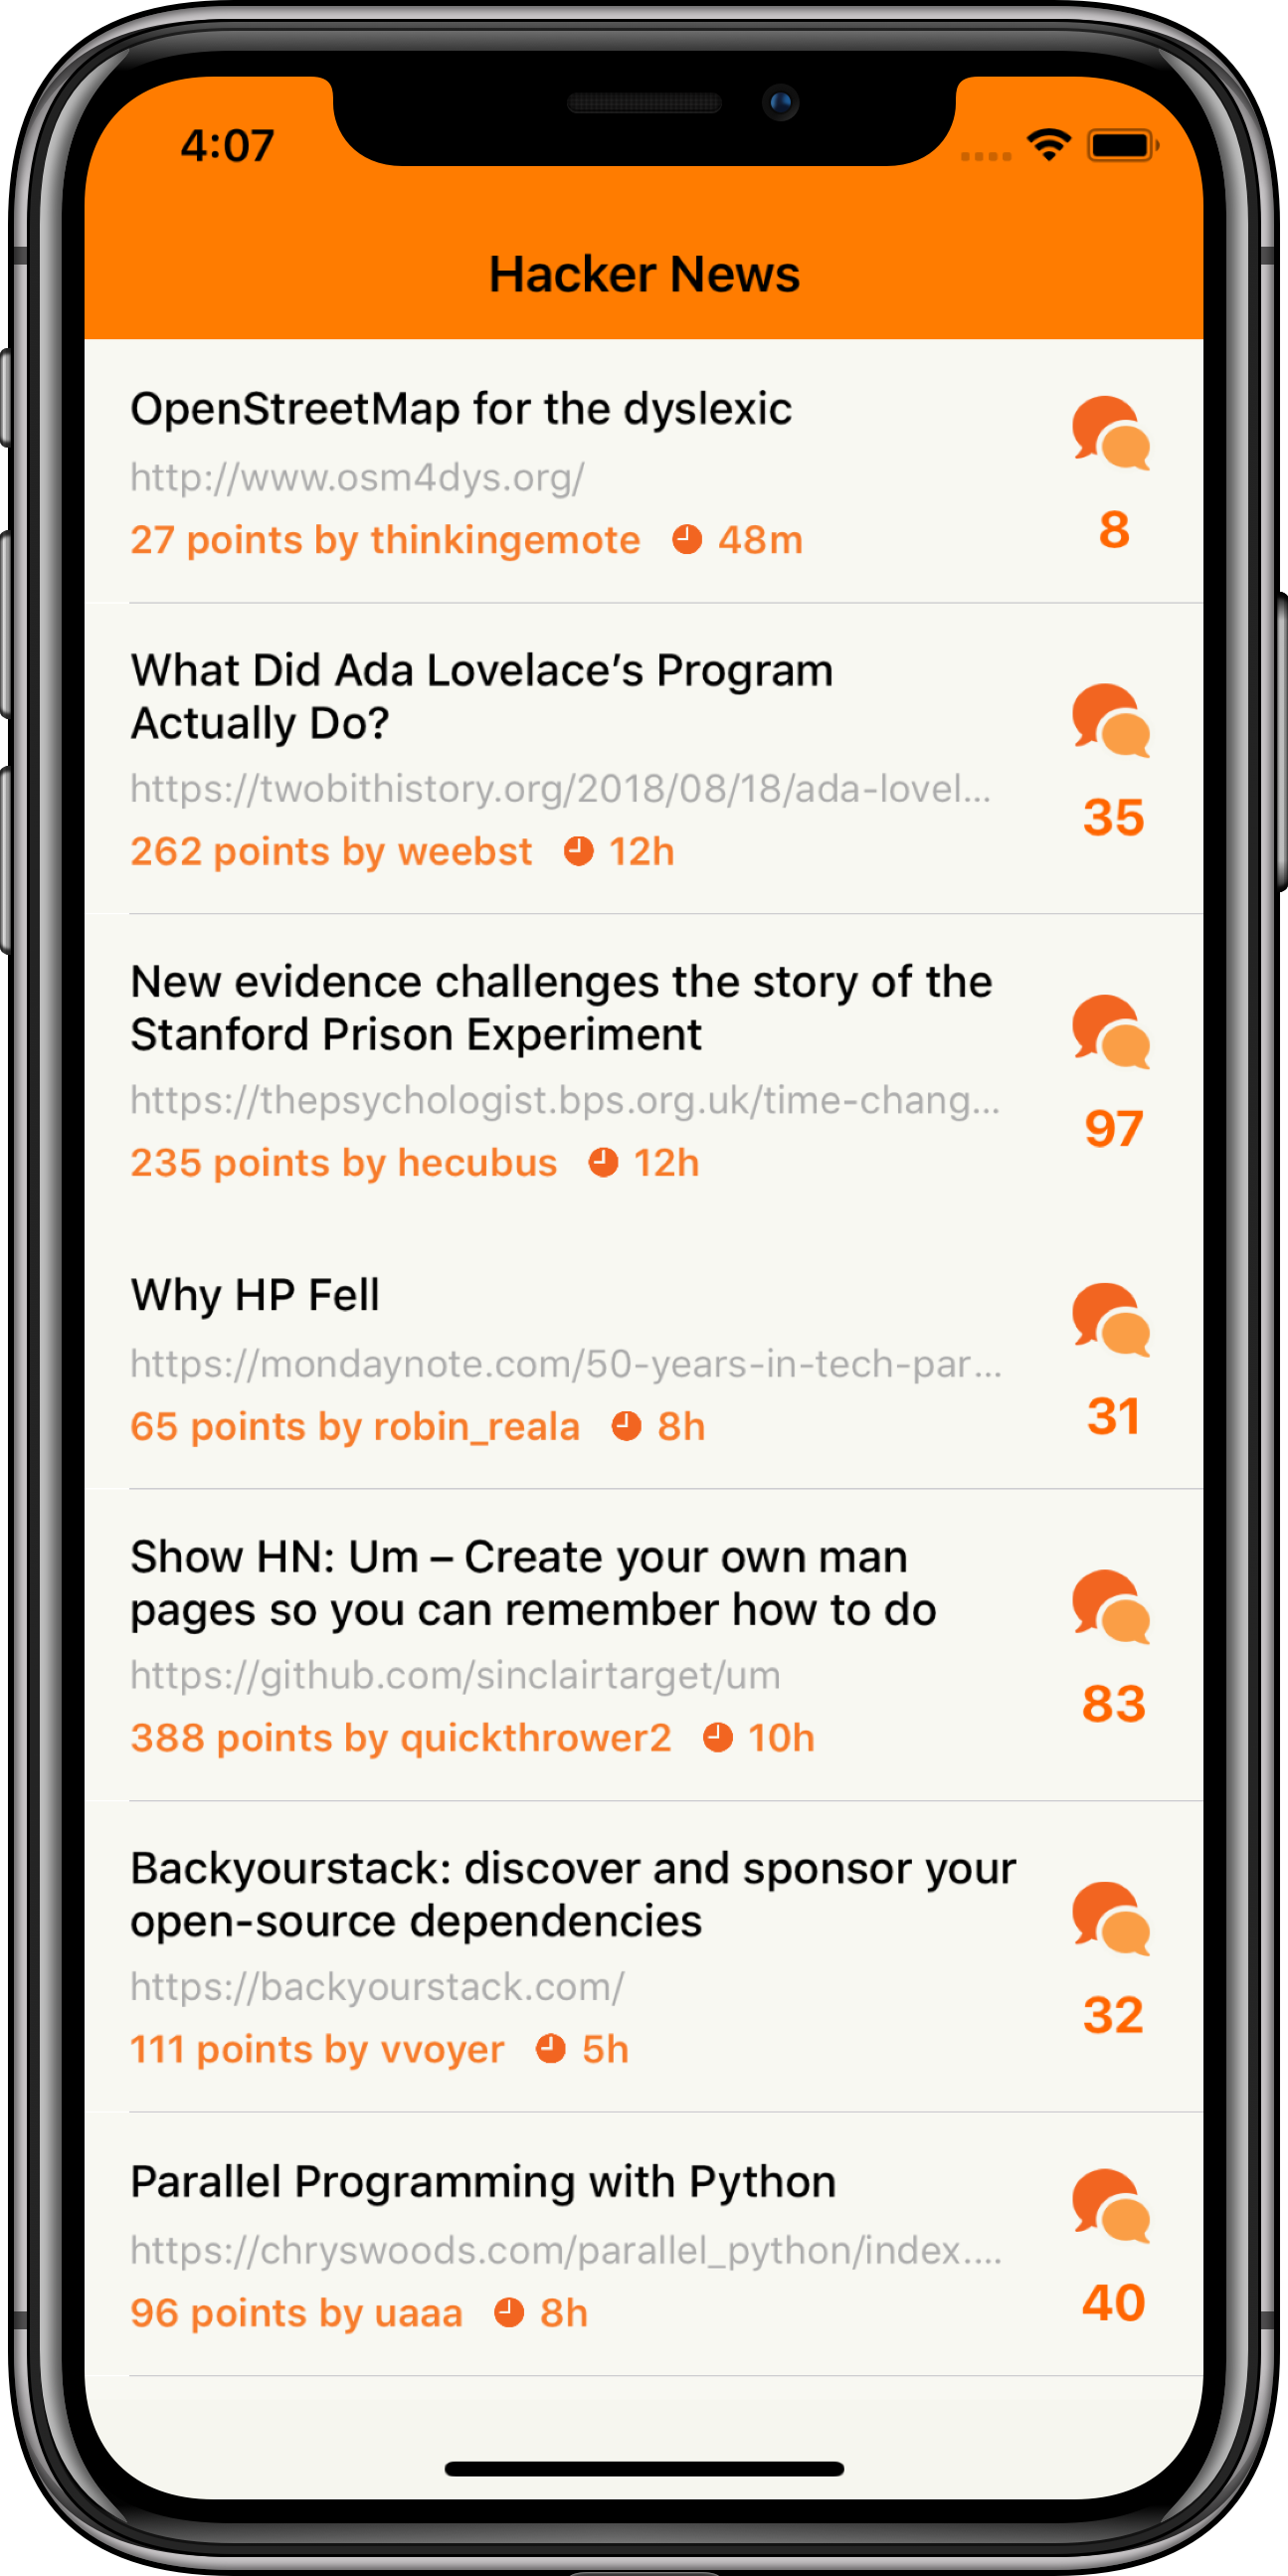 4:07
Hacker News
OpenStreetMap for the dyslexic
http://www.osm4dys.org/
27 points by thinkingemote 48m
8
What Did Ada Lovelace’s Program
Actually Do?
https://twobithistory.org/2018/08/18/ada-lovel...
262 points by weebst 12h
35
New evidence challenges the story of the
Stanford Prison Experiment
https://thepsychologist.bps.org.uk/time-chang...
235 points by hecubus 12h
97
Why HP Fell
https://mondaynote.com/50-years-in-tech-par...
65 points by robin_reala 8h
31
Show HN: Um – Create your own man
pages so you can remember how to do
https://github.com/sinclairtarget/um
388 points by quickthrower2 10h
83
Backyourstack: discover and sponsor your
open-source dependencies
https://backyourstack.com/
111 points by vvoyer 5h
32
Parallel Programming with Python
https://chryswoods.com/parallel_python/index....
96 points by uaaa 8h
40